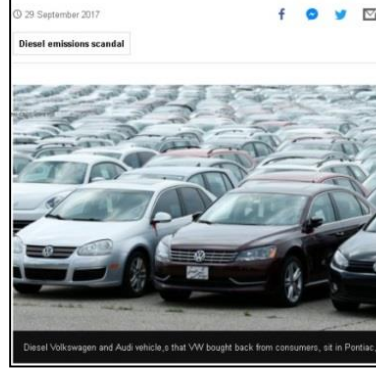 29 September 2017
Diesel emissions scandal
Diesel Volkswagen and Audi vehicle,s that VW bought back from consumers, sit in Pontiac,